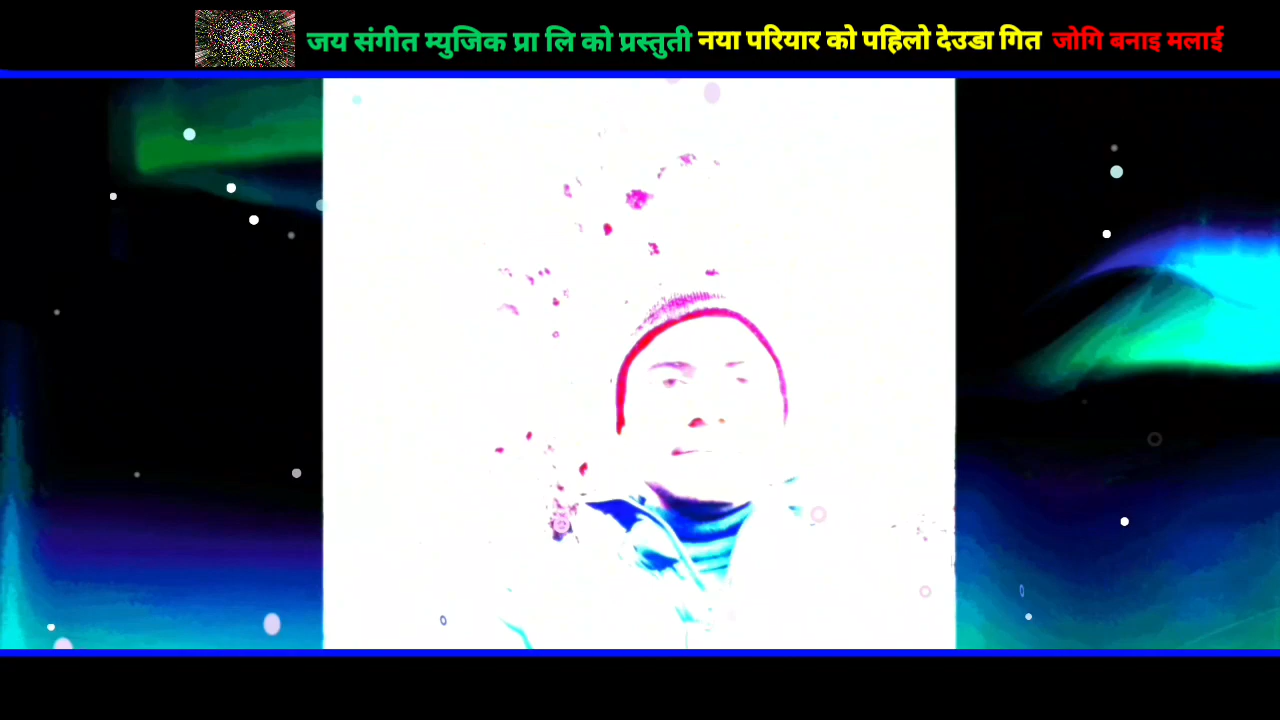 जय संगीत म्युजिक प्रा लि को प्रस्तुती नया परियार को पहिलो देउडा गित जोगि बनाइ मलाई